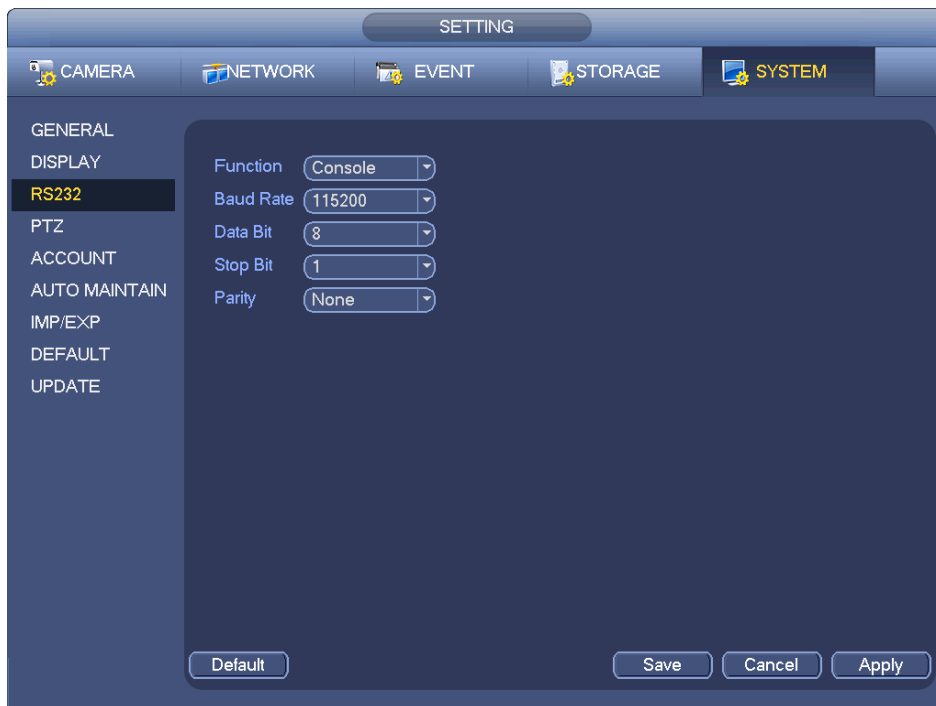 SETTING
CAMERA NETWORK EVENT STORAGE SYSTEM
GENERAL
DISPLAY
RS232
PTZ
ACCOUNT
AUTO MAINTAIN
IMP/EXP
DEFAULT
UPDATE
Function Console
Baud Rate 115200
Data Bit 8
Stop Bit 1
Parity None
Default Save Cancel Apply